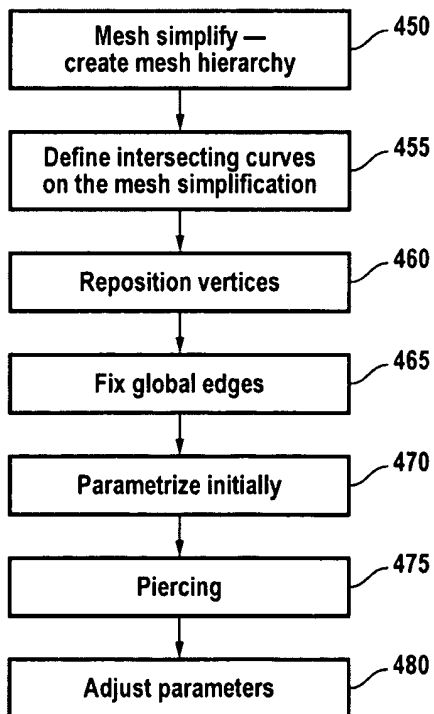 Mesh simplify —
create mesh hierarchy
450
Define intersecting curves
on the mesh simplification
455
Reposition vertices
460
Fix global edges
465
Parametrize initially
470
Piercing
475
Adjust parameters
480